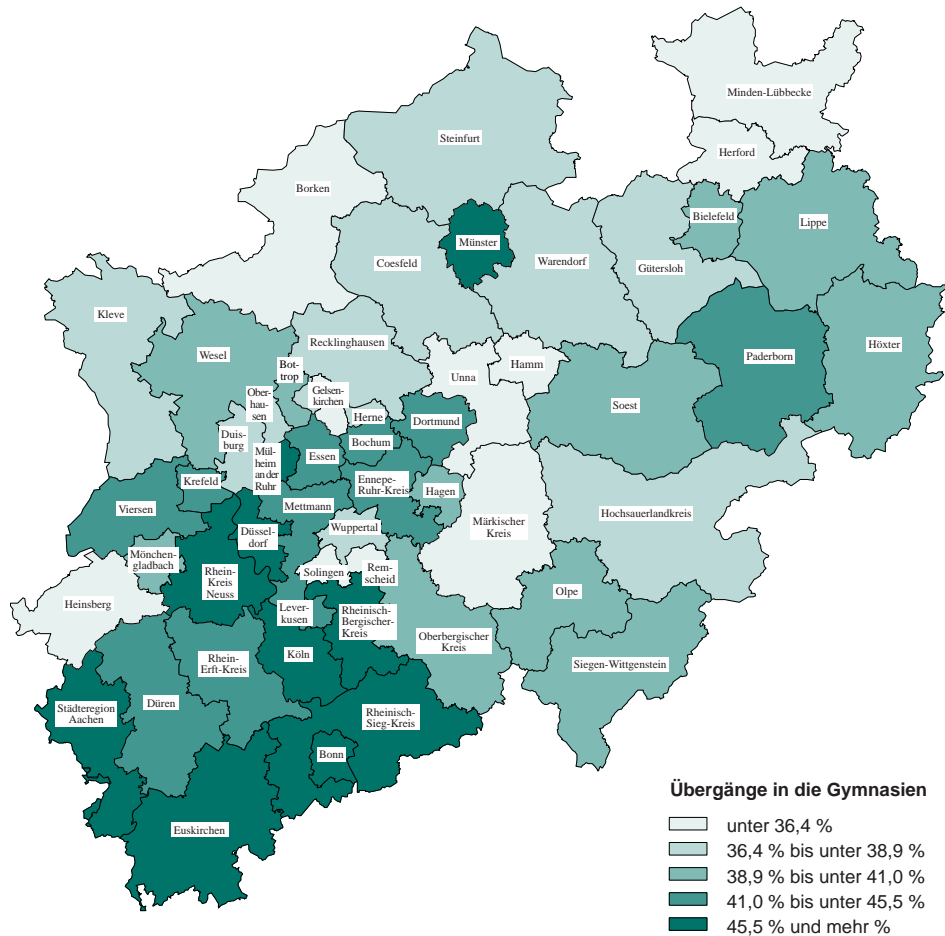 Minden-Lübbecke
Steinfurt
Herford
Borken
Bielefeld
Lippe
Münster
Coesfeld
Warendorf
Gütersloh
Kleve
Höxter
Recklinghausen
Wesel
Paderborn
Bot-
trop
Hamm
Unna
Gelsen-
kirchen
Ober-
hau-
sen
Soest
Herne
Dortmund
Duis-
burg
Bochum
Essen
Mül-
heim
an der
Ruhr
Krefeld
Ennepe-
Ruhr-Kreis
Hagen
Viersen
Mettmann
Hochsauerlandkreis
Wuppertal
Märkischer
Kreis
Düssel-
dorf
Mönchen-
gladbach
Solingen
Rem-
scheid
Rhein-
Kreis
Neuss
Olpe
Heinsberg
Lever-
kusen
Rheinisch-
Bergischer-
Kreis
Oberbergischer
Kreis
Köln
Rhein-
Erft-Kreis
Siegen-Wittgenstein
Düren
Städteregion
Aachen
Rheinisch-
Sieg-Kreis
Bonn
Euskirchen
Übergänge in die Gymnasien
unter 36,4 %
36,4 % bis unter 38,9 %
38,9 % bis unter 41,0 %
41,0 % bis unter 45,5 %
45,5 % und mehr %